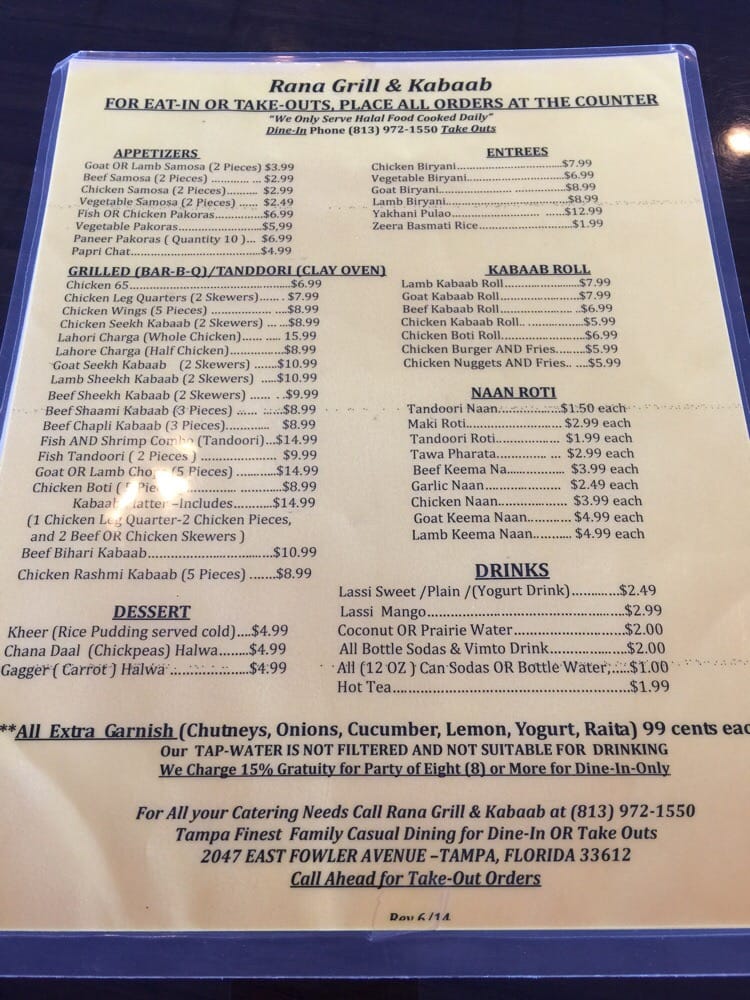 Rana Grill & Kabaab
FOR EAT-IN OR TAKE-OUTS, PLACE ALL ORDERS AT THE COUNTER
"We Only Serve Halal Food Cooked Daily"
Dine-In Phone (813) 972-1550 Take Outs
APPETIZERS
Goat OR Lamb Samosa (2 Pieces) $3.99
Beef Samosa (2 Pieces) ............ ... $2.99
Chicken Samosa (2 Pieces)......... $2.99
Vegetable Samosa (2 Pieces) ...... $2.49
Fish OR Chicken Pakoras............$6.99
Vegetable Pakoras.....................$5,99
Paneer Pakoras ( Quantity 10 )... $6.99
Papri Chat................................$4.99
ENTREES
Chicken Biryani.........................$7.99
Vegetable Biryani.......................$6.99
Goat Biryani................. ..............$8.99
Lamb Biryani.............................$8.99
Yakhani Pulao................ ...... ......$12.99
Zeera Basmati Rice......................$1.99
GRILLED (BAR-B-Q)/TANDDORI (CLAY OVEN)
Chicken 65........................................$6.99
Chicken Leg Quarters (2 Skewers)...... $7.99
Chicken Wings (5 Pieces) ............... ...$8.99
Chicken Seekh Kabaab (2 Skewers) ... ...$8.99
Lahori Charga (Whole Chicken)...... ..... 15.99
Lahore Charga (Half Chicken)..............$8.99
Goat Seekh Kabaab (2 Skewers) .......$10.99
Lamb Sheekh Kabaab (2 Skewers) ....$10.99
Beef Sheekh Kabaab (2 Skewers) ...... ..$9.99
Beef Shaami Kabaab (3 Pieces) ...... ......$8.99
Beef Chapli Kabaab (3 Pieces)....... $8.99
Fish AND Shrimp Combo (Tandoori)...$14.99
Fish Tandoori ( 2 Pieces ) ............... $9.99
Goat OR Lamb Chops (5 Pieces) .......$14.99
Chicken Boti ( 5 Pieces) ..............$8.99
Kabaab Platter –Includes............$14.99
(1 Chicken Leg Quarter-2 Chicken Pieces,
and 2 Beef OR Chicken Skewers )
Beef Bihari Kabaab...............................$10.99
Chicken Rashmi Kabaab (5 Pieces) .......$8.99
KABAAB ROLL
Lamb Kabaab Roll......................$7.99
Goat Kabaab Roll.......................$7.99
Beef Kabaab Roll................... ..$6.99
Chicken Kabaab Roll.. ................$5.99
Chicken Boti Roll.......................$6.99
Chicken Burger AND Fries........$5.99
Chicken Nuggets AND Fries.. ....$5.99
NAAN ROTI
Tandoori Naan........................$1.50 each
Maki Roti........................... $2.99 each
Tandoori Roti.................... $1.99 each
Tawa Pharata............. ... $2.99 each
Beef Keema Na............. $3.99 each
Garlic Naan................. $2.49 each
Chicken Naan............. $3.99 each
Goat Keema Naan......... $4.99 each
Lamb Keema Naan......... $4.99 each
DRINKS
Lassi Sweet /Plain /(Yogurt Drink)...........$2.49
Lassi Mango...........................................$2.99
Coconut OR Prairie Water........................$2.00
All Bottle Sodas & Vimto Drink................$2.00
All (12 OZ ) Can Sodas OR Bottle Water,.....$1.00
Hot Tea....................................................$1.99
DESSERT
Kheer (Rice Pudding served cold)....$4.99
Chana Daal (Chickpeas) Halwa.......$4.99
Gagger ( Carrot ) Halwa ..................$4.99
**All Extra Garnish (Chutneys, Onions, Cucumber, Lemon, Yogurt, Raita) 99 cents eac
Our TAP-WATER IS NOT FILTERED AND NOT SUITABLE FOR DRINKING
We Charge 15% Gratuity for Party of Eight (8) or More for Dine-In-Only
For All your Catering Needs Call Rana Grill & Kabaab at (813) 972-1550
Tampa Finest Family Casual Dining for Dine-In OR Take Outs
2047 EAST FOWLER AVENUE –TAMPA, FLORIDA 33612
Call Ahead for Take-Out Orders
Rev 6/14